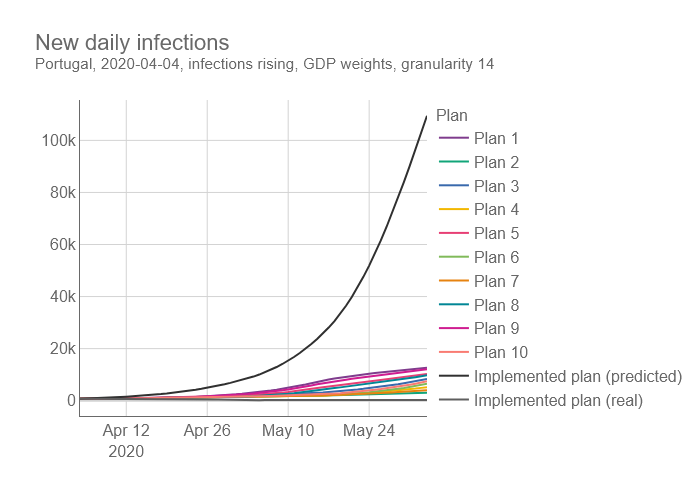 New daily infections
Portugal, 2020-04-04, infections rising, GDP weights, granularity 14
Plan
100k
80k
60k
40k
20k
0
Plan 1
Plan 2
Plan 3
Plan 4
Plan 5
Plan 6
Plan 7
Plan 8
Plan 9
Plan 10
Implemented plan (predicted)
Implemented plan (real)
Apr 12
2020
Apr 26
May 10
May 24